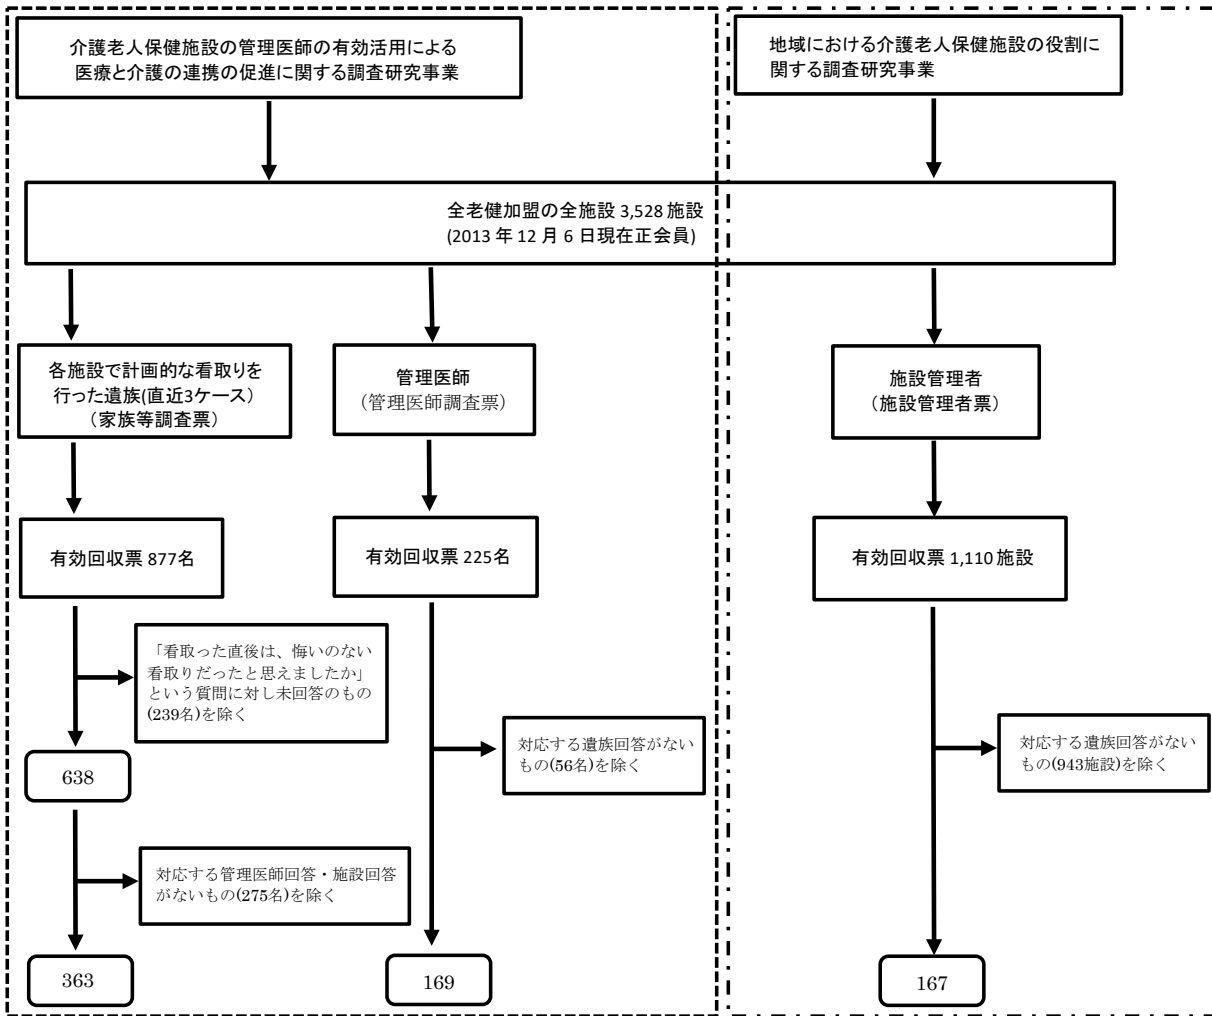 介護老人保健施設の管理医師の有効活用による
医療と介護の連携の促進に関する調査研究事業
地域における介護老人保健施設の役割に
関する調査研究事業
全老健加盟の全施設 3,528 施設
(2013 年 12 月 6 日現在正会員)
各施設で計画的な看取りを
行った遺族(直近3ケース)
（家族等調査票）
管理医師
（管理医師調査票）
施設管理者
（施設管理者票）
有効回収票 877名
有効回収票 225名
有効回収票 1,110 施設
「看取った直後は、悔いのない
看取りだったと思えましたか」
という質問に対し未回答のもの
(239名)を除く
対応する遺族回答がない
もの(56名)を除く
対応する遺族回答がない
もの(943施設)を除く
638
対応する管理医師回答・施設回答
がないもの(275名)を除く
363
169
167